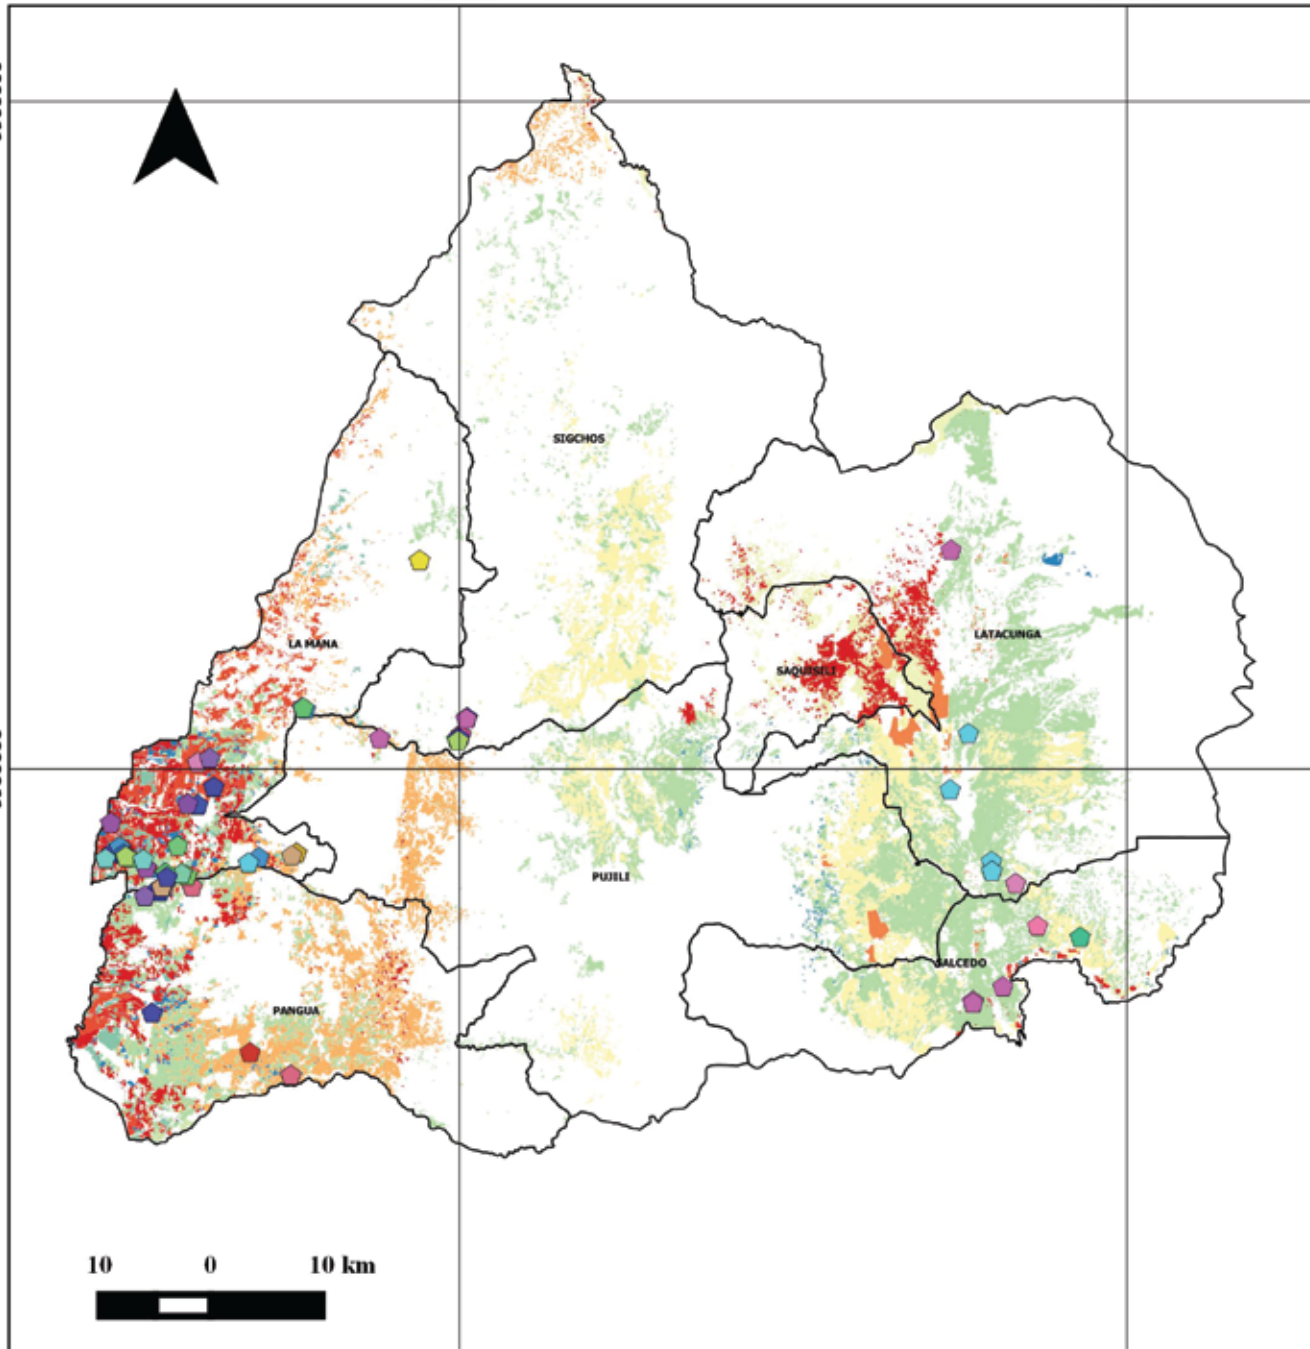 SIGCHOS
LA MANA
LATACUNGA
SAQUISILI
PUJILI
SALCEDO
PANGUA
10 0 10 km